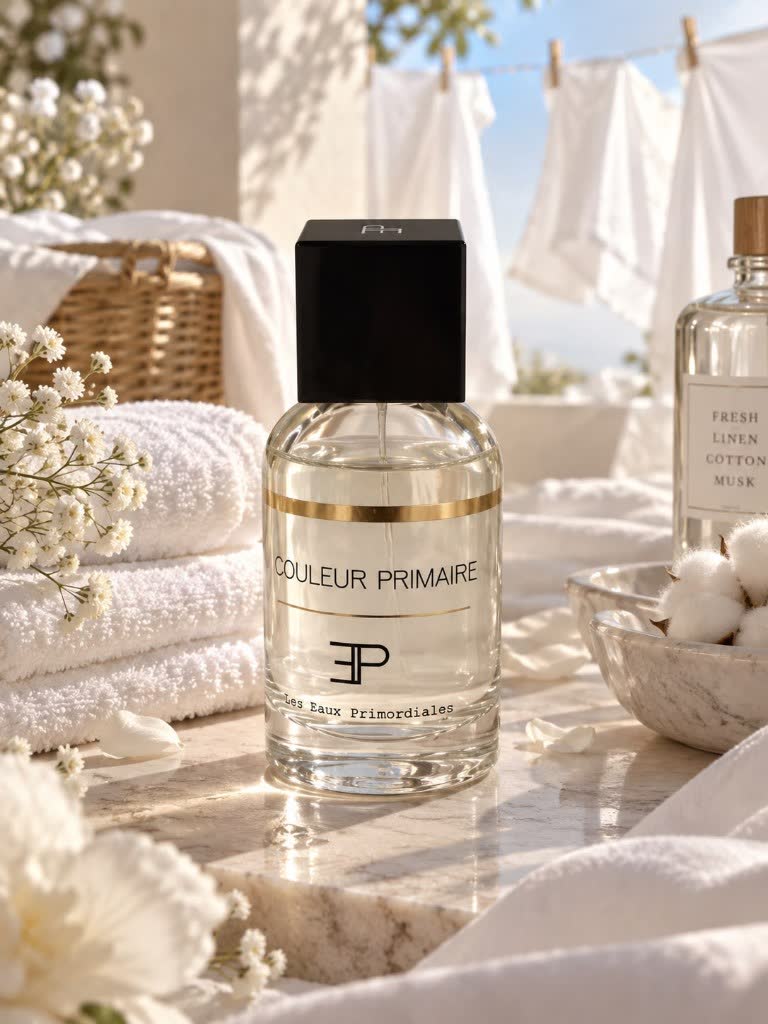 COULEUR PRIMAIRE
EP
Les Eaux Primordiales
FRESH
LINEN
COTTON
MUSK